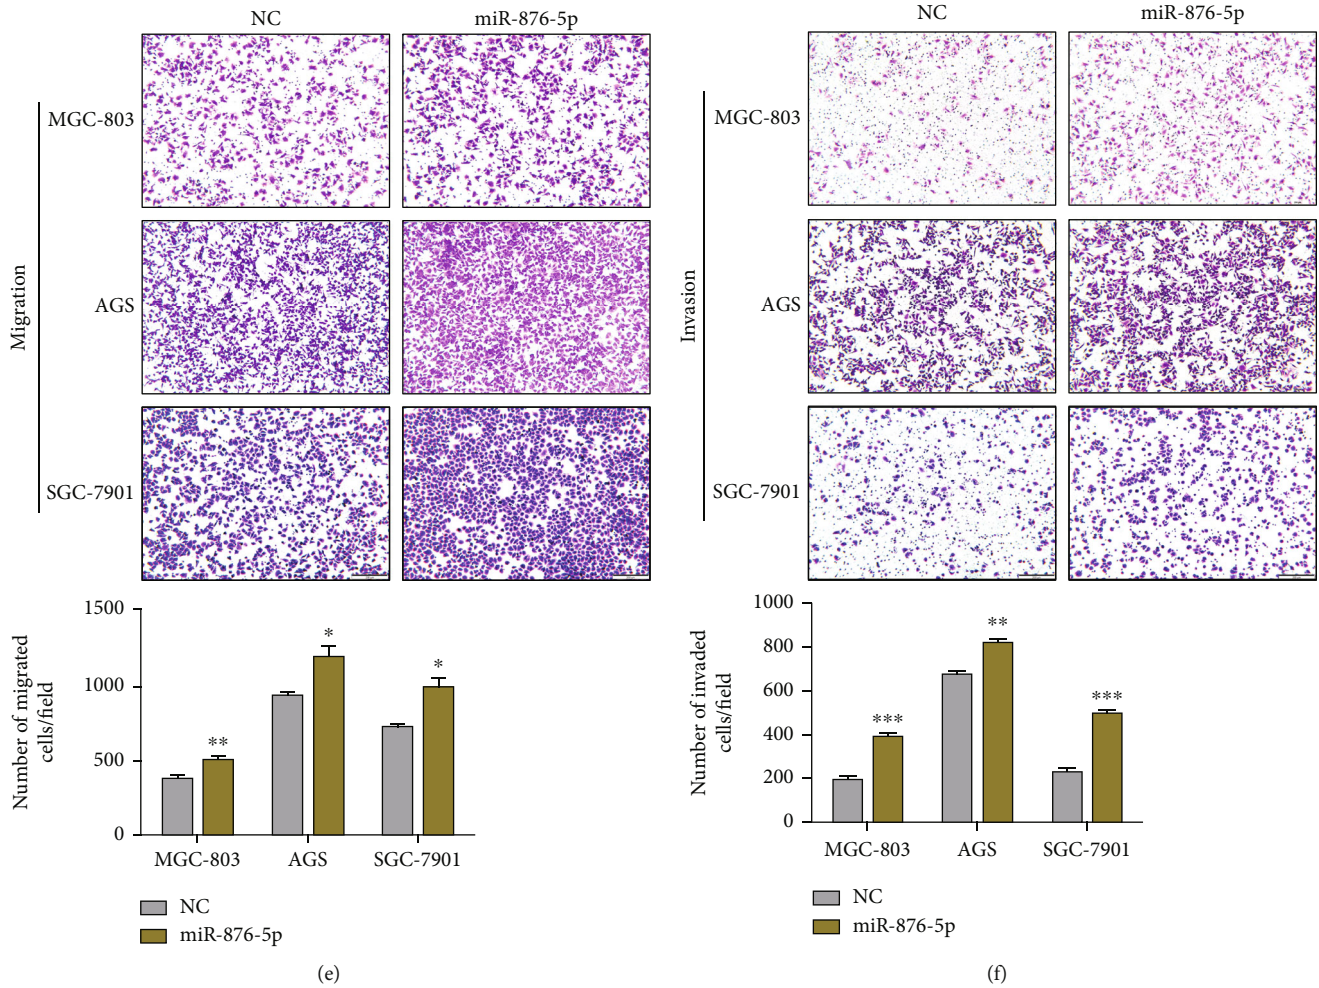 NC
miR-876-5p
Migration
MGC-803
AGS
SGC-7901
1500
1000
500
0
Number of migrated
cells/field
**
*
*
MGC-803
AGS
SGC-7901
NC
miR-876-5p
(e)
NC
miR-876-5p
Invasion
MGC-803
AGS
SGC-7901
1000
800
600
400
200
0
Number of invaded
cells/field
***
**
***
MGC-803
AGS
SGC-7901
NC
miR-876-5p
(f)